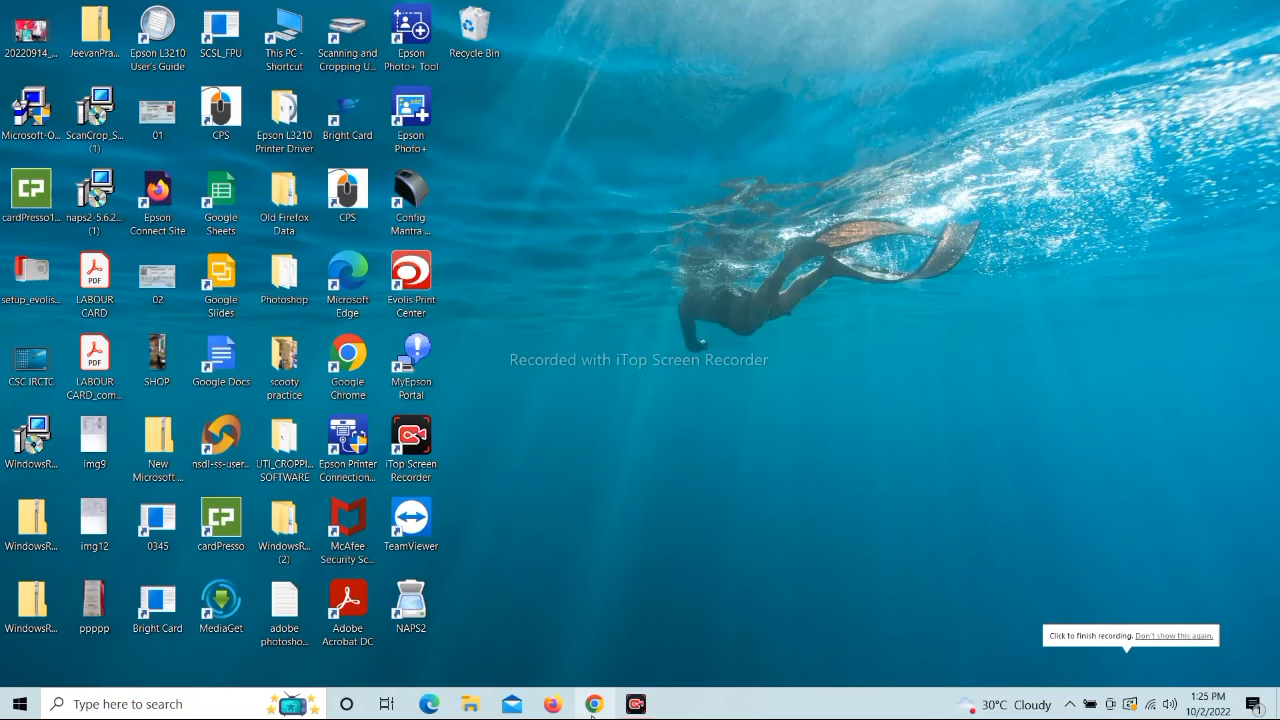 20220914_...
JeevanPra...
Epson L3210
User's Guide
SCSL_FPU
This PC -
Shortcut
Scanning and
Cropping U...
Epson
Photo+ Tool
Recycle Bin
Microsoft-O...
ScanCrop_S...
(1)
01
CPS
Epson L3210
Printer Driver
Bright Card
ABC
Epson
Photo+
CP
cardPresso1...
naps2-5.6.2...
(1)
Epson
Connect Site
Google
Sheets
Old Firefox
Data
CPS
Config
Mantra ...
setup_evolis...
PDF
LABOUR
CARD
02
Google
Slides
Photoshop
Microsoft
Edge
Evolis Print
Center
Recorded with iTop Screen Recorder
CSC IRCTC
PDF
LABOUR
CARD_com...
SHOP
Google Docs
scooty
practice
Google
Chrome
MyEpson
Portal
WindowsR...
img9
New
Microsoft ...
nsdl-ss-user...
UTI_CROPPI...
SOFTWARE
Epson Printer
Connection...
iTop Screen
Recorder
WindowsR...
img12
0345
CP
cardPresso
WindowsR...
(2)
McAfee
Security Sc...
TeamViewer
WindowsR...
ppppp
Bright Card
MediaGet
adobe
photosho...
Adobe
Acrobat DC
NAPS2
Click to finish recording. Don't show this again.
Type here to search
30°C Cloudy
1:25 PM
10/2/2022
1